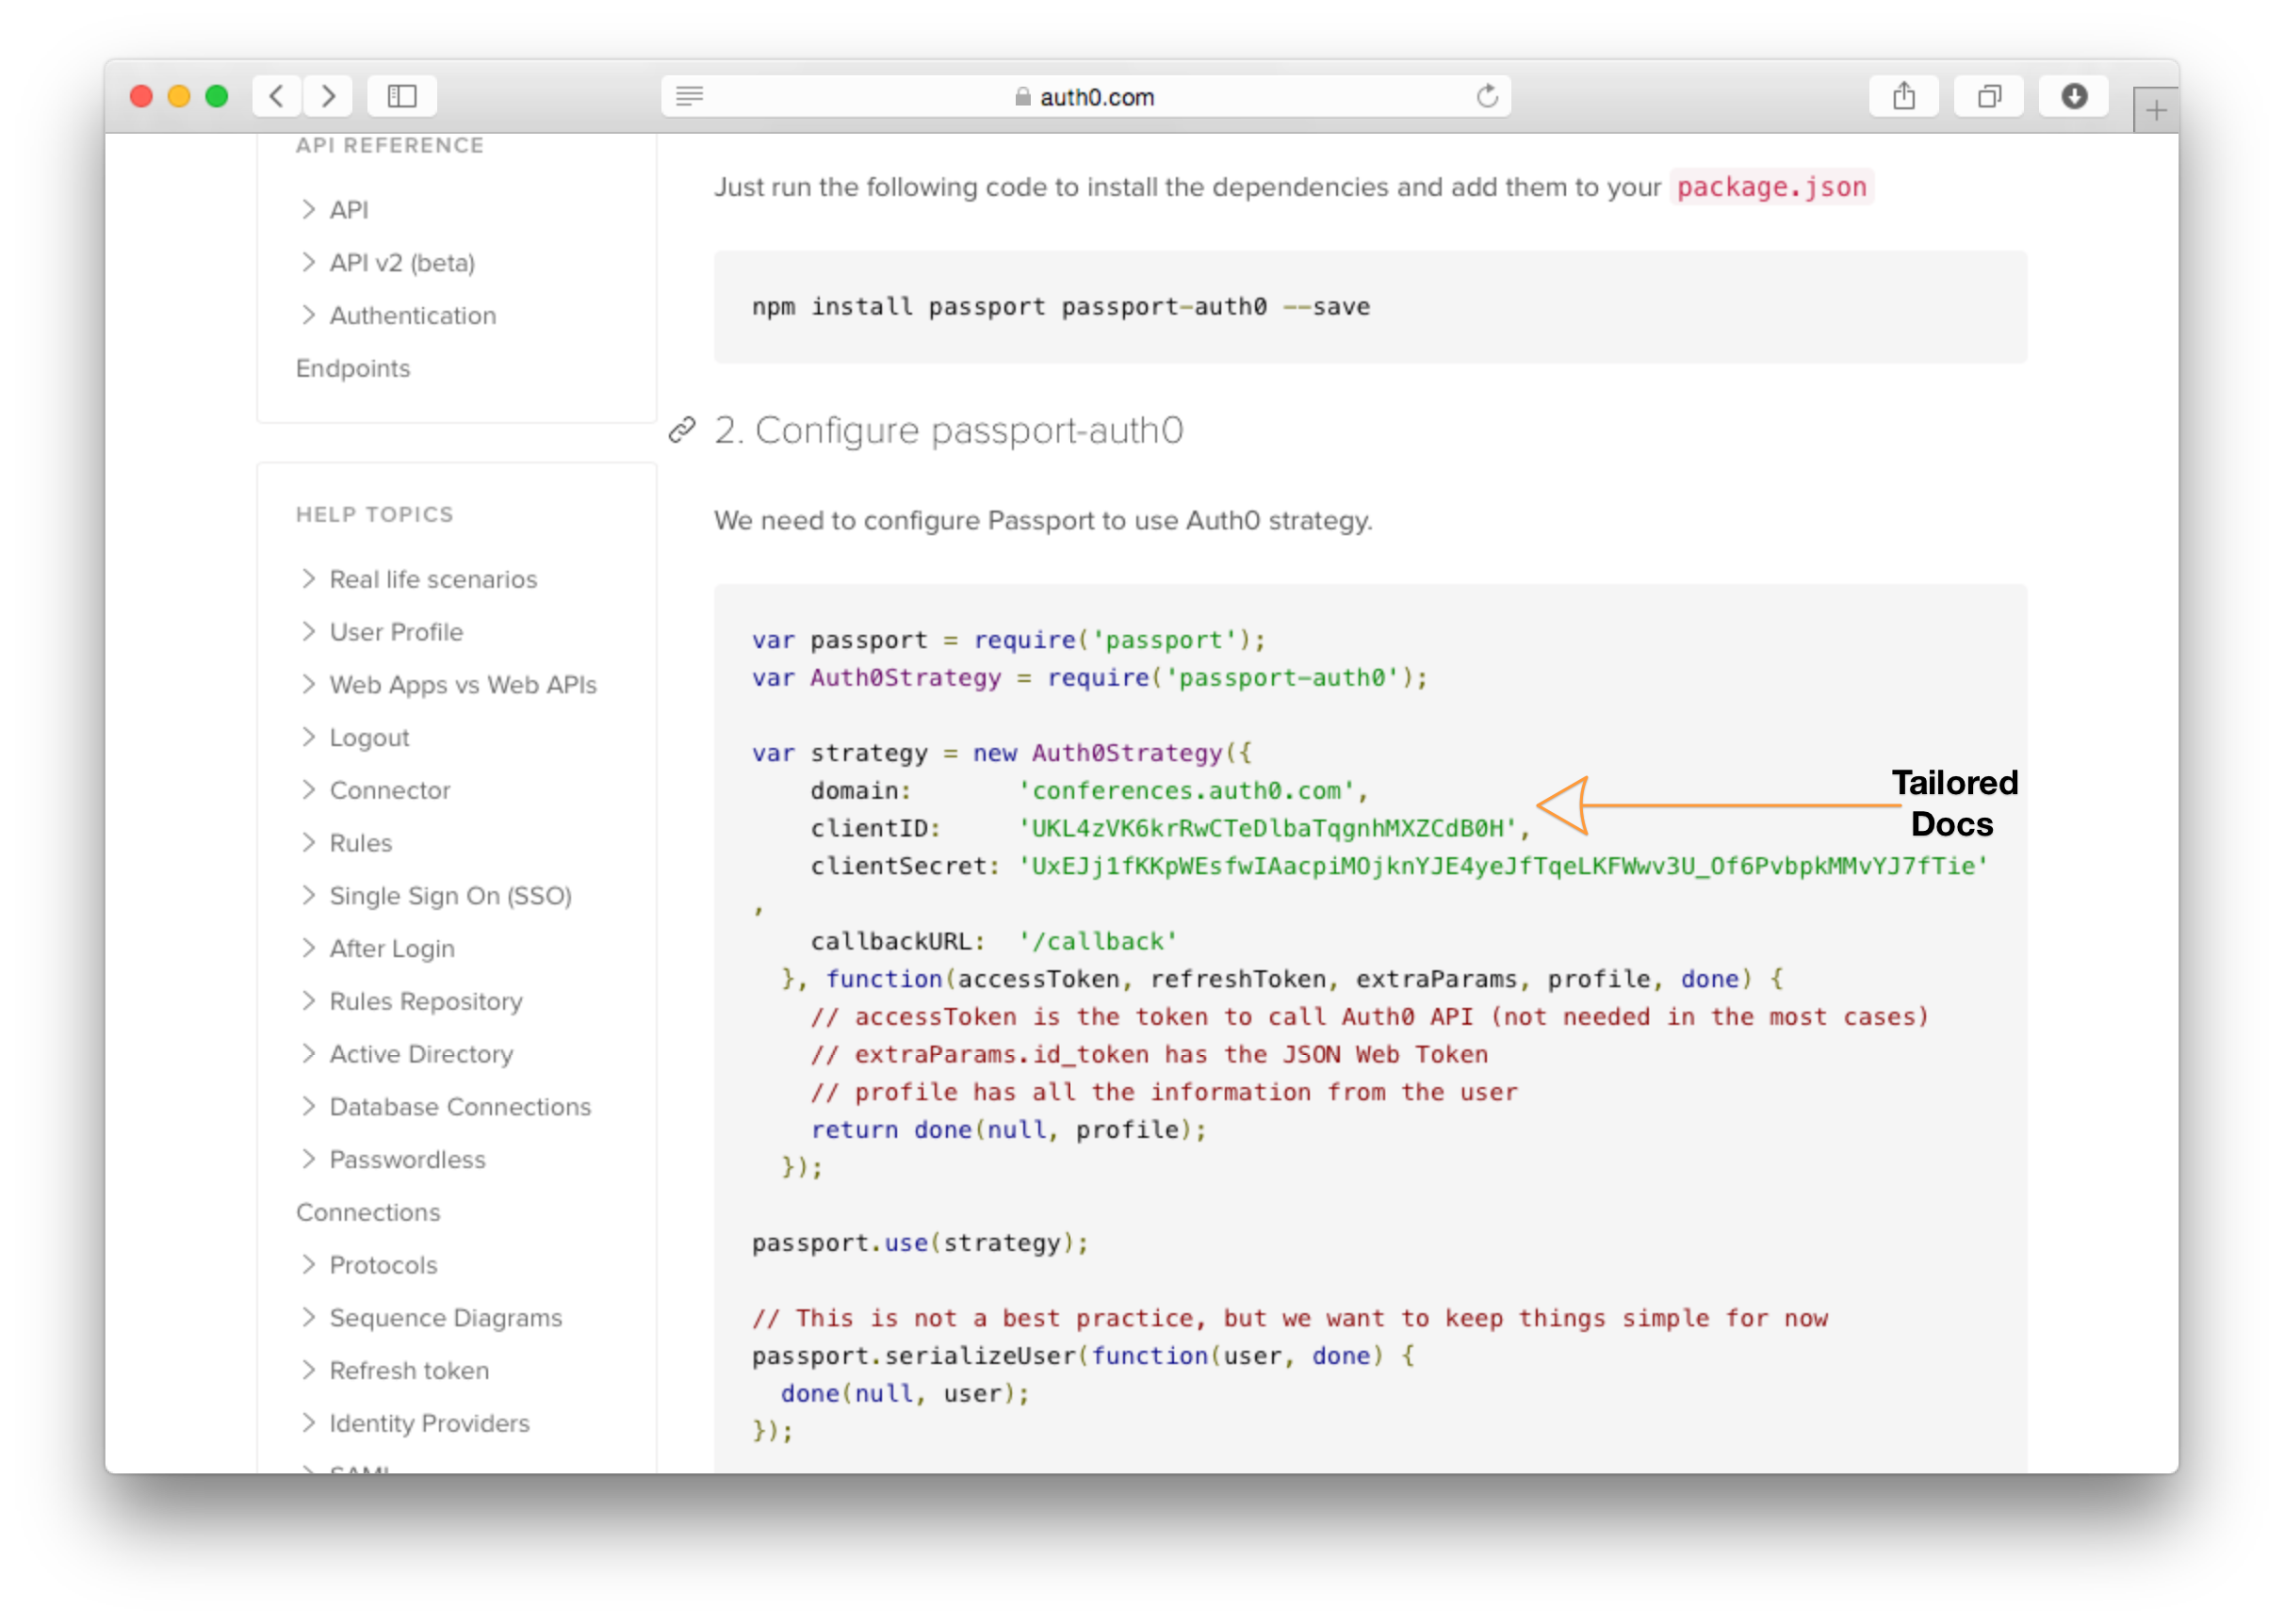 auth0.com
API REFERENCE
API
API v2 (beta)
Authentication
Endpoints
HELP TOPICS
Real life scenarios
User Profile
Web Apps vs Web APIs
Logout
Connector
Rules
Single Sign On (SSO)
After Login
Rules Repository
Active Directory
Database Connections
Passwordless
Connections
Protocols
Sequence Diagrams
Refresh token
Identity Providers
Just run the following code to install the dependencies and add them to your package.json
npm install passport passport-auth0 --save
2. Configure passport-auth0
We need to configure Passport to use Auth0 strategy.
var passport = require('passport');
var Auth0Strategy = require('passport-auth0');
var strategy = new Auth0Strategy({
domain: 'conferences.auth0.com',
clientID: 'UKL4zVK6krRwCTeDlbaTqgnhMXZCdB0H',
clientSecret: 'UxEJj1fKKpWEsfwIAacpiMOjknYJE4yeJfTqeLKFWwv3U_Of6PvbpkMMvYJ7fTie'
,
callbackURL: '/callback'
}, function(accessToken, refreshToken, extraParams, profile, done) {
// accessToken is the token to call Auth0 API (not needed in the most cases)
// extraParams.id_token has the JSON Web Token
// profile has all the information from the user
return done(null, profile);
});
passport.use(strategy);
// This is not a best practice, but we want to keep things simple for now
passport.serializeUser(function(user, done) {
done(null, user);
});
Tailored
Docs